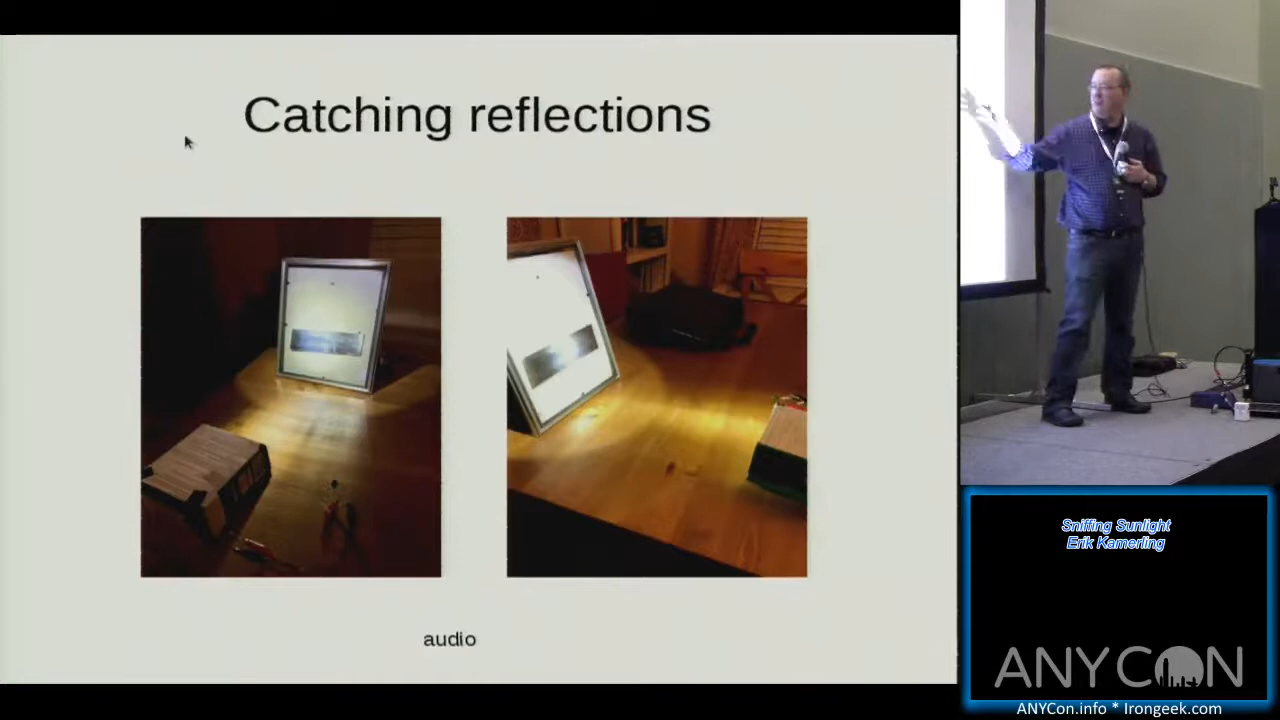 Catching reflections
audio
Sniffing Sunlight
Erik Kamerling
ANYCON
ANYCon.info * Irongeek.com